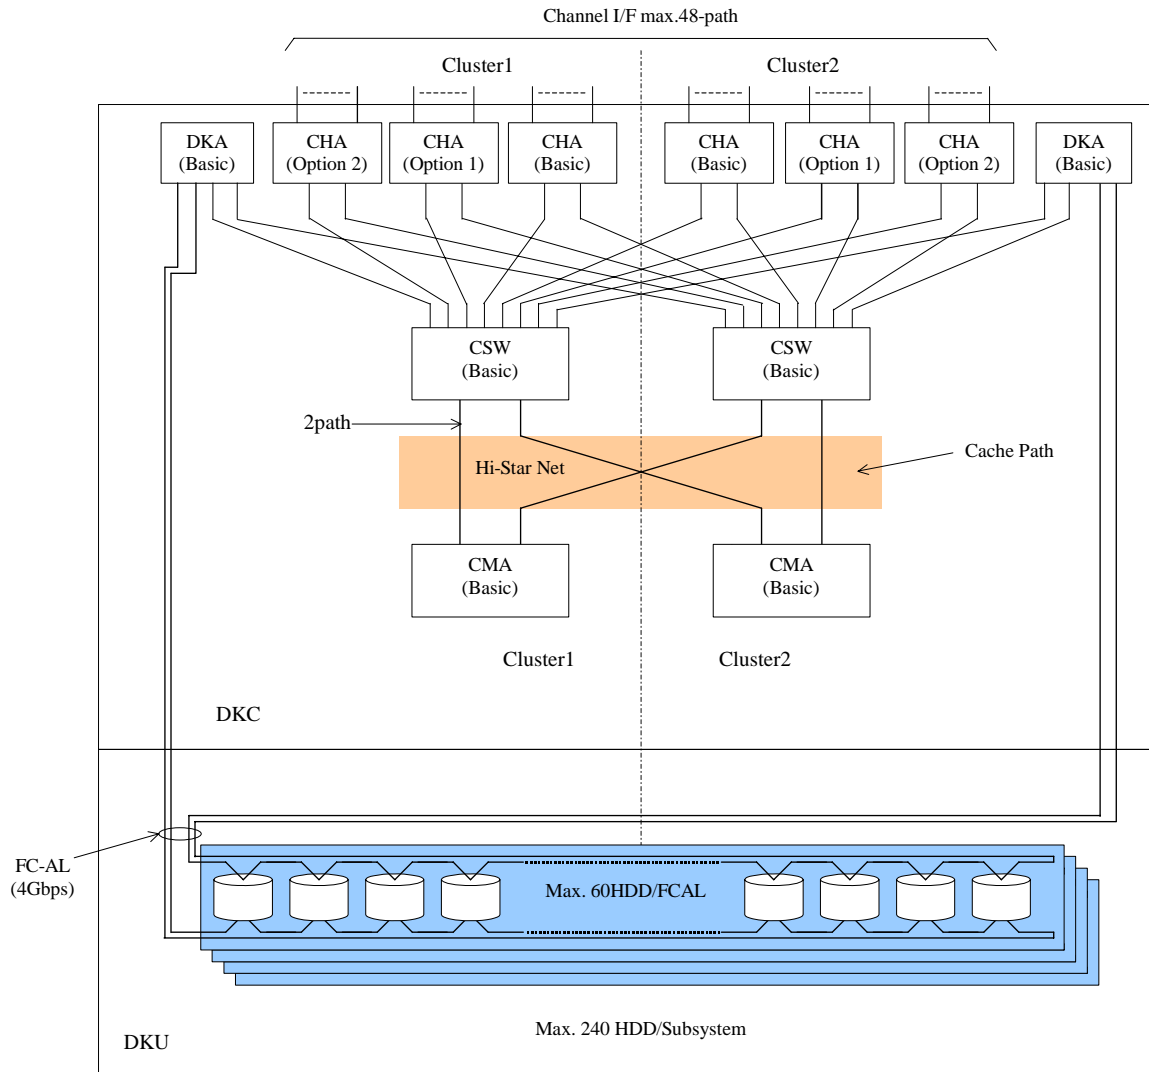 Channel I/F max.48-path
Cluster1
Cluster2
DKA
(Basic)
CHA
(Option 2)
CHA
(Option 1)
CHA
(Basic)
CHA
(Basic)
CHA
(Option 1)
CHA
(Option 2)
DKA
(Basic)
CSW
(Basic)
CSW
(Basic)
2path
Hi-Star Net
Cache Path
CMA
(Basic)
CMA
(Basic)
Cluster1
Cluster2
DKC
FC-AL
(4Gbps)
Max. 60HDD/FCAL
Max. 240 HDD/Subsystem
DKU